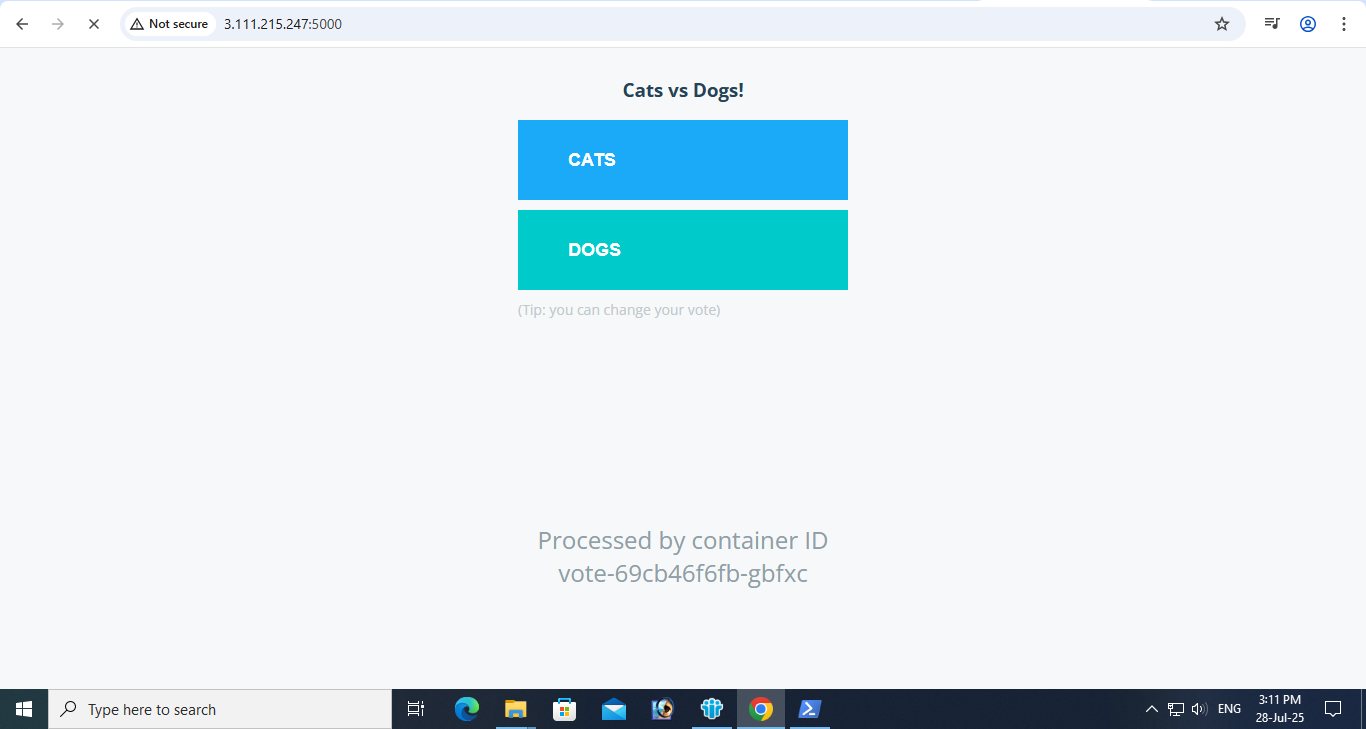 Not secure
3.111.215.247:5000
Cats vs Dogs!
CATS
DOGS
(Tip: you can change your vote)
Processed by container ID
vote-69cb46f6fb-gbfxc
Type here to search
ENG
3:11 PM
28-Jul-25